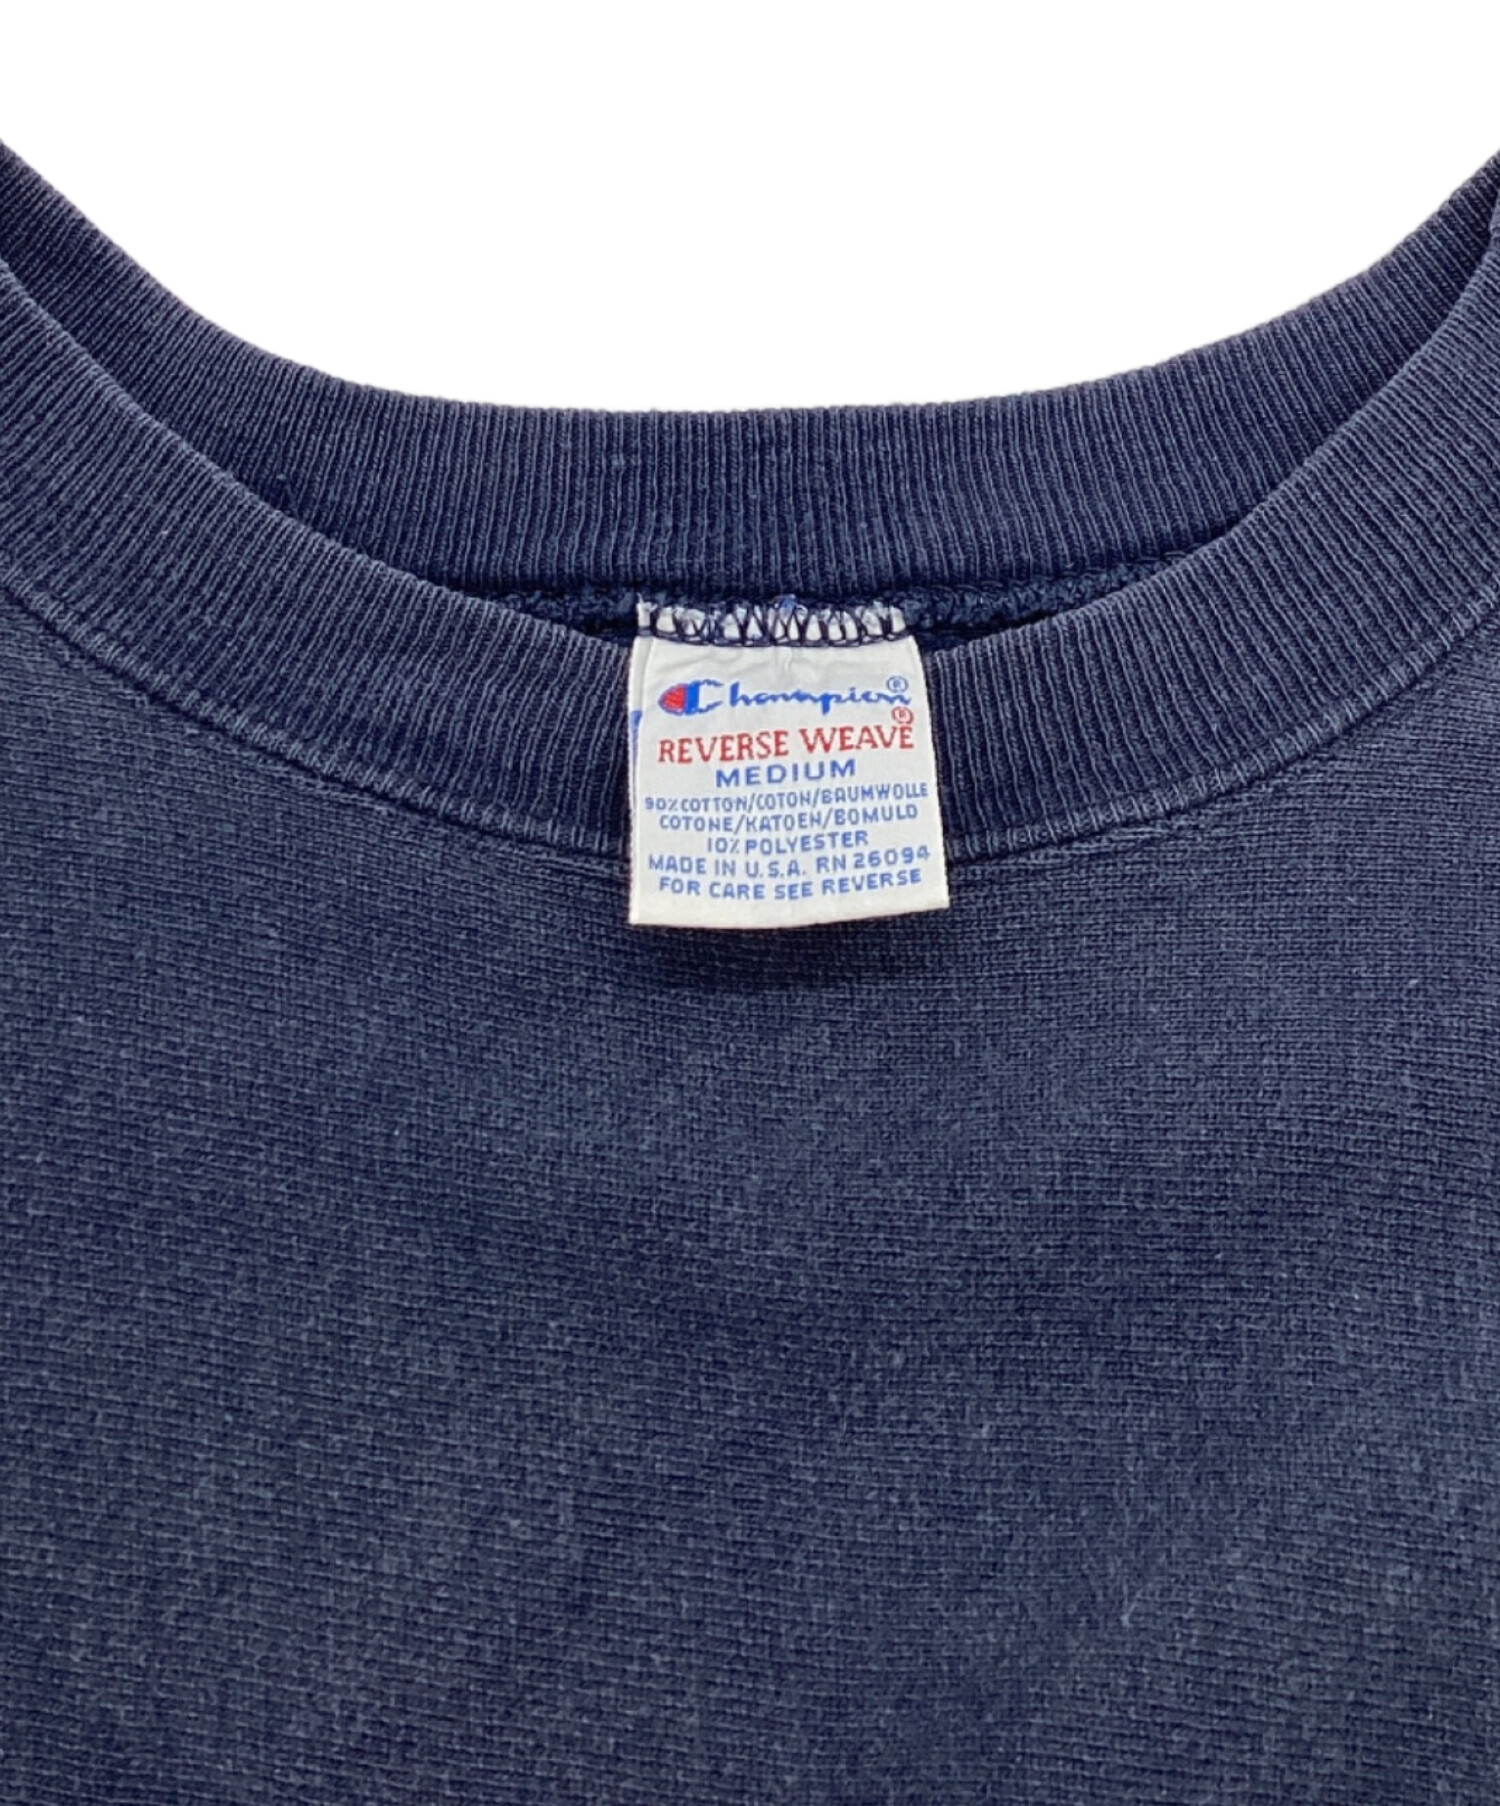 Champion®
REVERSE WEAVE®
MEDIUM
90% COTTON/COTON/BAUMWOLLE
COTONE/KATOEN/BOMULD
10% POLYESTER
MADE IN U.S.A. RN 26094
FOR CARE SEE REVERSE